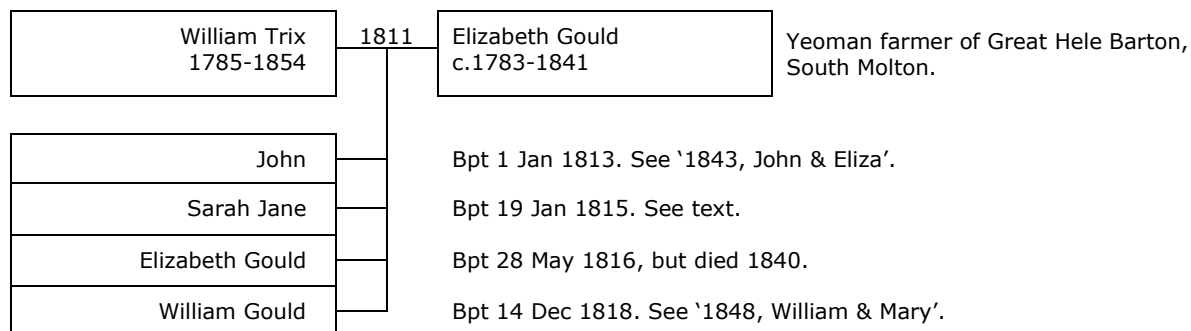 William Trix
1785-1854
1811
Elizabeth Gould
c.1783-1841
Yeoman farmer of Great Hele Barton,
South Molton.
John
Bpt 1 Jan 1813. See ‘1843, John & Eliza’.
Sarah Jane
Bpt 19 Jan 1815. See text.
Elizabeth Gould
Bpt 28 May 1816, but died 1840.
William Gould
Bpt 14 Dec 1818. See ‘1848, William & Mary’.